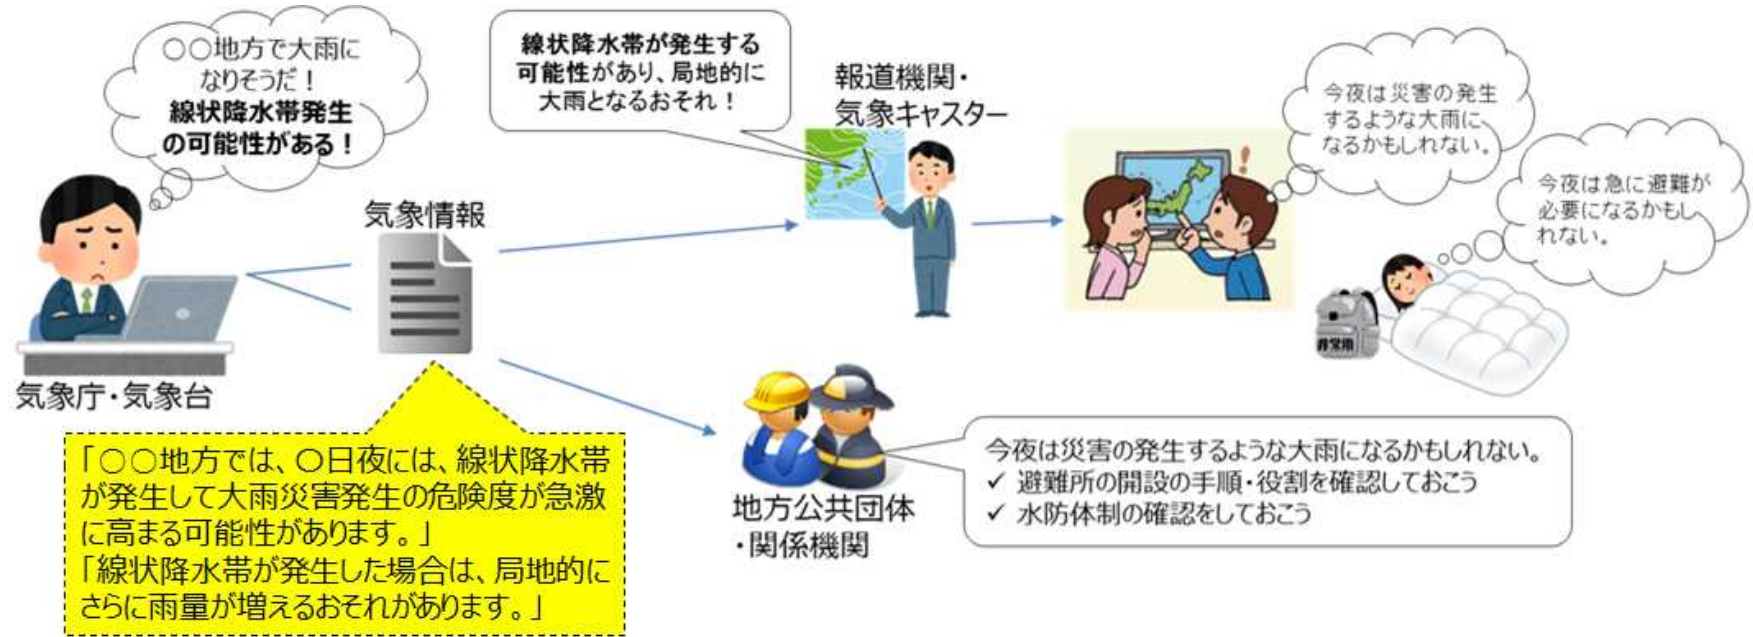 ○○地方で大雨に
なりそうだ！
線状降水帯発生
の可能性がある！
気象庁・気象台
気象情報
「○○地方では、○日夜には、線状降水帯
が発生して大雨災害発生の危険度が急激
に高まる可能性があります。」
「線状降水帯が発生した場合は、局地的に
さらに雨量が増えるおそれがあります。」
線状降水帯が発生する
可能性があり、局地的に
大雨となるおそれ！
報道機関・
気象キャスター
今夜は災害の発生
するような大雨に
なるかもしれない。
今夜は急に避難が
必要になるかもし
れない。
非常用
地方公共団体
・関係機関
今夜は災害の発生するような大雨になるかもしれない。
✓ 避難所の開設の手順・役割を確認しておこう
✓ 水防体制の確認をしておこう